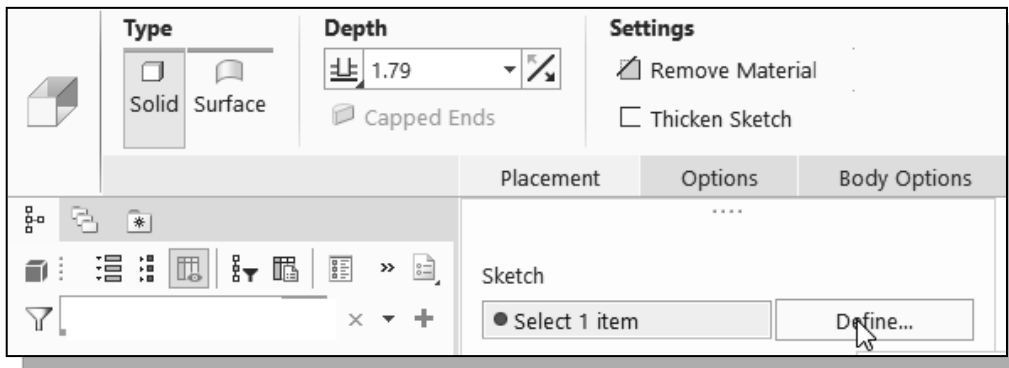 Type
Depth
Settings
1.79
Remove Material
Solid
Surface
Capped Ends
Thicken Sketch
Placement
Options
Body Options
Sketch
Select 1 item
Define...